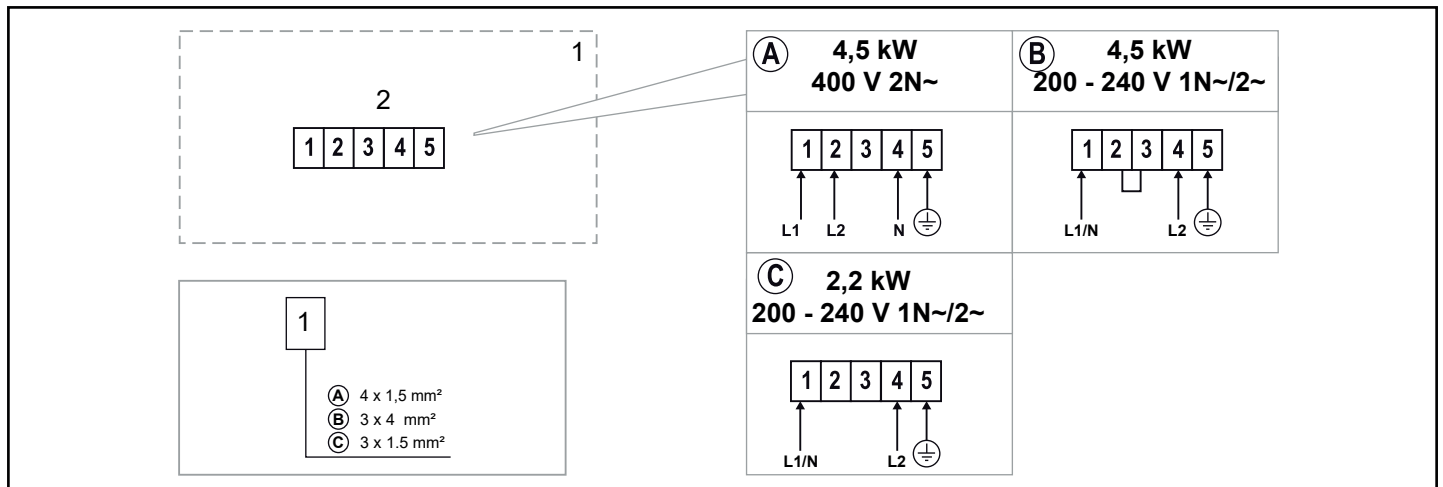 1
2
1 2 3 4 5
1
A 4 x 1,5 mm²
B 3 x 4 mm²
C 3 x 1.5 mm²
A 4,5 kW
400 V 2N~
1 2 3 4 5
L1 L2 N
B 4,5 kW
200 - 240 V 1N~/2~
1 2 3 4 5
L1/N L2
C 2,2 kW
200 - 240 V 1N~/2~
1 2 3 4 5
L1/N L2